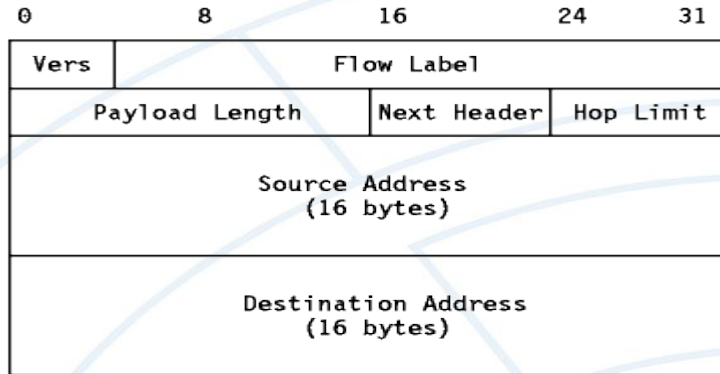 0 8 16 24 31
Vers Flow Label
Payload Length Next Header Hop Limit
Source Address
(16 bytes)
Destination Address
(16 bytes)